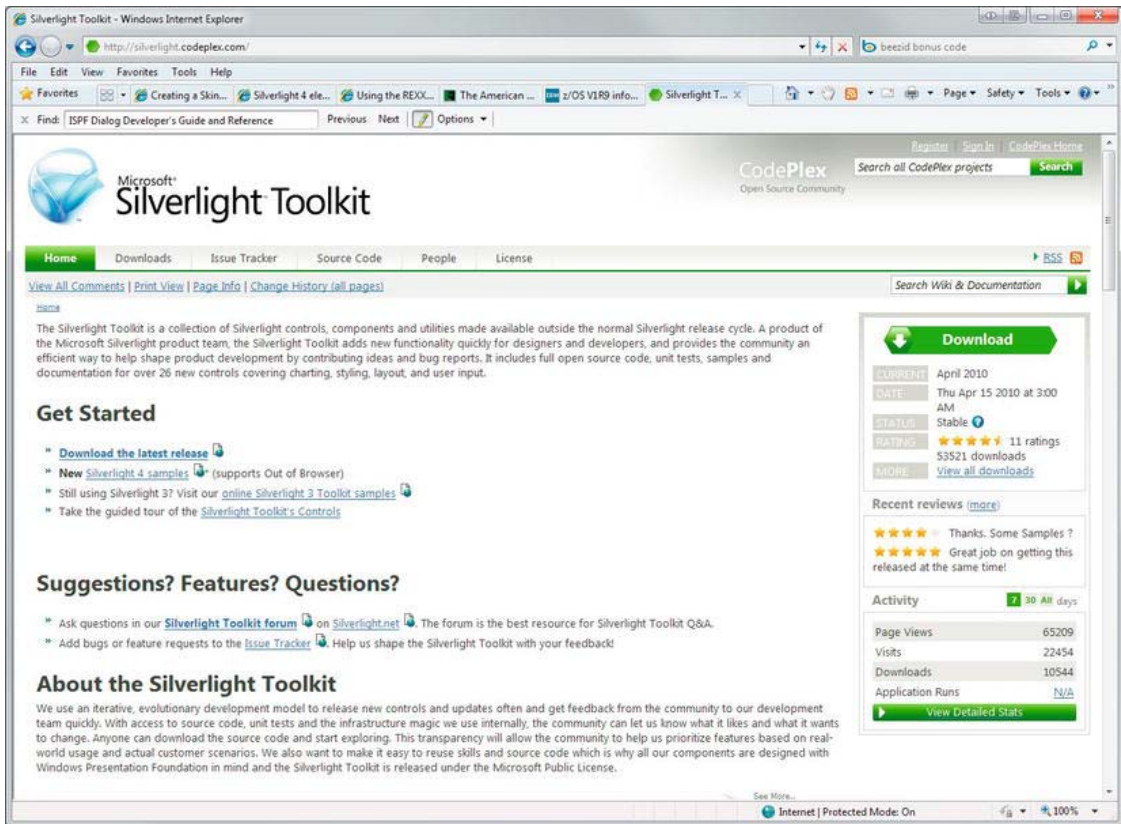 Silverlight Toolkit - Windows Internet Explorer
http://silverlight.codeplex.com/
beezid bonus code
File Edit View Favorites Tools Help
Favorites Creating a Skin... Silverlight 4 ele... Using the REXX... The American ... z/OS V1R9 info... Silverlight T... Page Safety Tools
Find: ISPF Dialog Developer's Guide and Reference Previous Next Options
Register Sign In CodePlex Home
CodePlex Search all CodePlex projects Search
Open Source Community
Microsoft
Silverlight Toolkit
Home Downloads Issue Tracker Source Code People License RSS
View All Comments | Print View | Page Info | Change History (all pages) Search Wiki & Documentation
Home
The Silverlight Toolkit is a collection of Silverlight controls, components and utilities made available outside the normal Silverlight release cycle. A product of
the Microsoft Silverlight product team, the Silverlight Toolkit adds new functionality quickly for designers and developers, and provides the community an
efficient way to help shape product development by contributing ideas and bug reports. It includes full open source code, unit tests, samples and
documentation for over 26 new controls covering charting, styling, layout, and user input.
Get Started
Download the latest release
New Silverlight 4 samples (supports Out of Browser)
Still using Silverlight 3? Visit our online Silverlight 3 Toolkit samples
Take the guided tour of the Silverlight Toolkit's Controls
Suggestions? Features? Questions?
Ask questions in our Silverlight Toolkit forum on Silverlight.net. The forum is the best resource for Silverlight Toolkit Q&A.
Add bugs or feature requests to the Issue Tracker. Help us shape the Silverlight Toolkit with your feedback!
About the Silverlight Toolkit
We use an iterative, evolutionary development model to release new controls and updates often and get feedback from the community to our development
team quickly. With access to source code, unit tests and the infrastructure magic we use internally, the community can let us know what it likes and what it wants
to change. Anyone can download the source code and start exploring. This transparency will allow the community to help us prioritize features based on real-
world usage and actual customer scenarios. We also want to make it easy to reuse skills and source code which is why all our components are designed with
Windows Presentation Foundation in mind and the Silverlight Toolkit is released under the Microsoft Public License.
See More...
Download
CURRENT April 2010
DATE Thu Apr 15 2010 at 3:00
AM
STATUS Stable
RATING 11 ratings
53521 downloads
MORE View all downloads
Recent reviews (more)
Thanks. Some Samples ?
Great job on getting this
released at the same time!
Activity 7 30 All days
Page Views 65209
Visits 22454
Downloads 10544
Application Runs N/A
View Detailed Stats
Internet | Protected Mode: On 100%